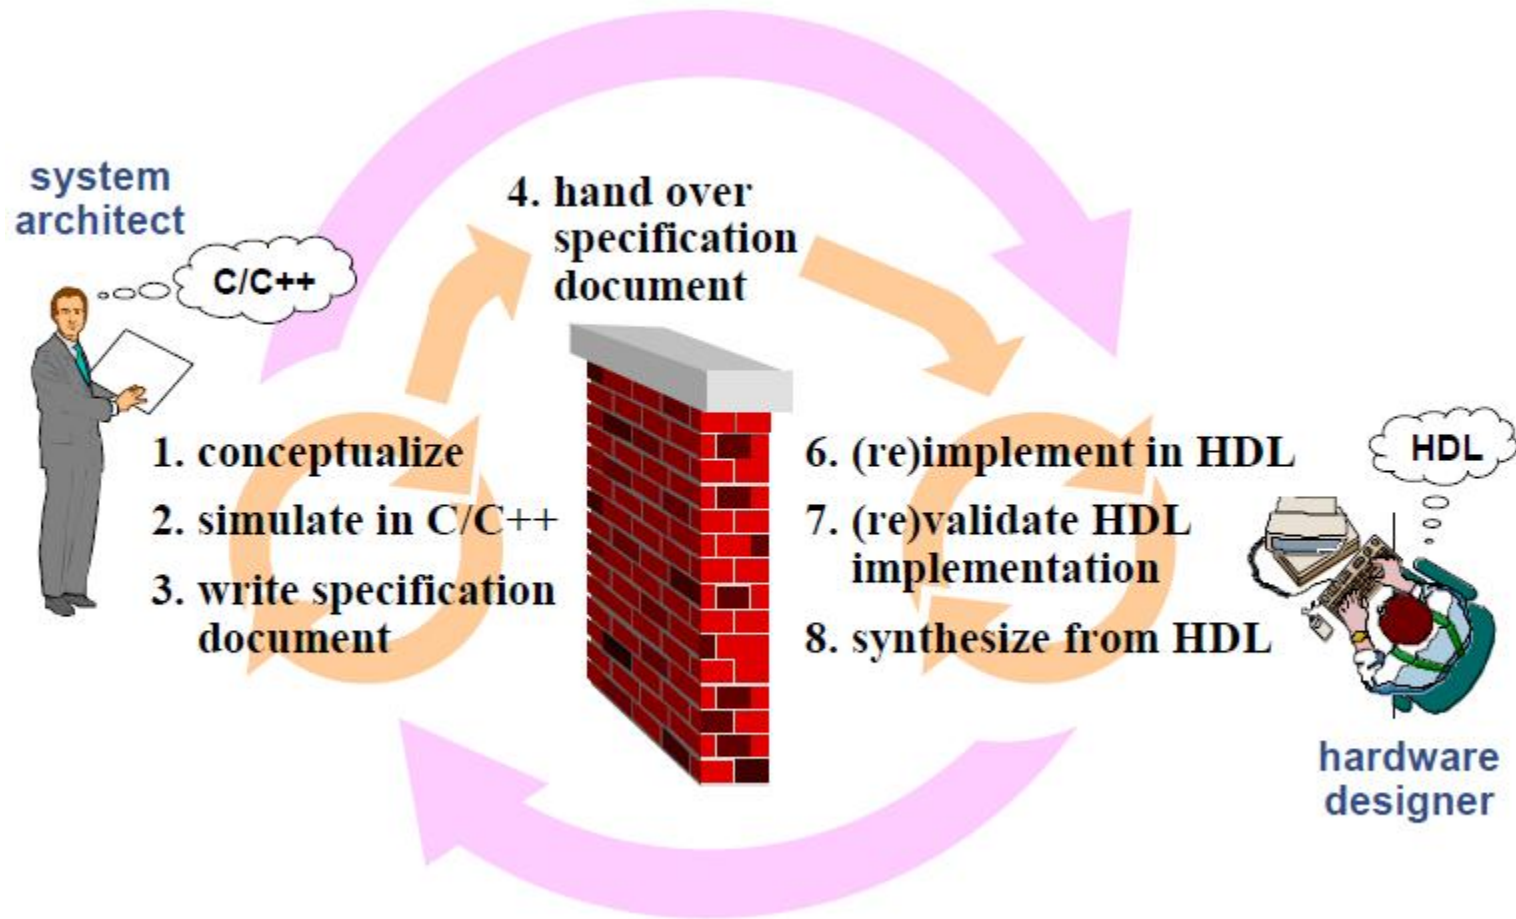 system
architect
C/C++
4. hand over
specification
document
1. conceptualize
2. simulate in C/C++
3. write specification
document
6. (re)implement in HDL
7. (re)validate HDL
implementation
8. synthesize from HDL
HDL
hardware
designer